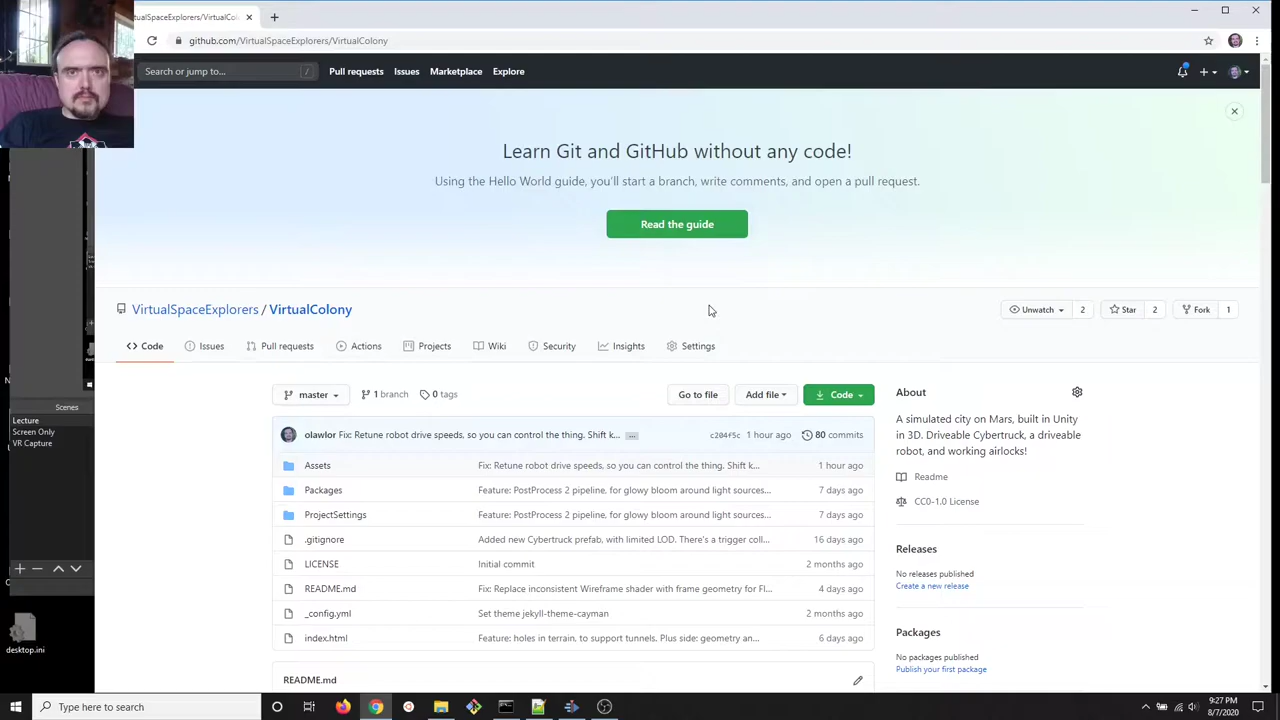 rtualSpaceExplorers/VirtualCol
github.com/VirtualSpaceExplorers/VirtualColony
Search or jump to... /
Pull requests
Issues
Marketplace
Explore
Learn Git and GitHub without any code!
Using the Hello World guide, you'll start a branch, write comments, and open a pull request.
Read the guide
VirtualSpaceExplorers / VirtualColony
Unwatch 2
Star 2
Fork 1
Code
Issues
Pull requests
Actions
Projects
Wiki
Security
Insights
Settings
master
1 branch
0 tags
Go to file
Add file
Code
olawlor Fix: Retune robot drive speeds, so you can control the thing. Shift k... ... c204f5c 1 hour ago 80 commits
Assets Fix: Retune robot drive speeds, so you can control the thing. Shift k... 1 hour ago
Packages Feature: PostProcess 2 pipeline, for glowy bloom around light sources... 7 days ago
ProjectSettings Feature: PostProcess 2 pipeline, for glowy bloom around light sources... 7 days ago
.gitignore Added new Cybertruck prefab, with limited LOD. There's a trigger coll... 16 days ago
LICENSE Initial commit 2 months ago
README.md Fix: Replace inconsistent Wireframe shader with frame geometry for Fl... 4 days ago
_config.yml Set theme jekyll-theme-cayman 2 months ago
index.html Feature: holes in terrain, to support tunnels. Plus side: geometry an... 6 days ago
README.md
About
A simulated city on Mars, built in Unity
in 3D. Driveable Cybertruck, a driveable
robot, and working airlocks!
Readme
CC0-1.0 License
Releases
No releases published
Create a new release
Packages
No packages published
Publish your first package
Scenes
Lecture
Screen Only
VR Capture
desktop.ini
Type here to search
9:27 PM
8/7/2020